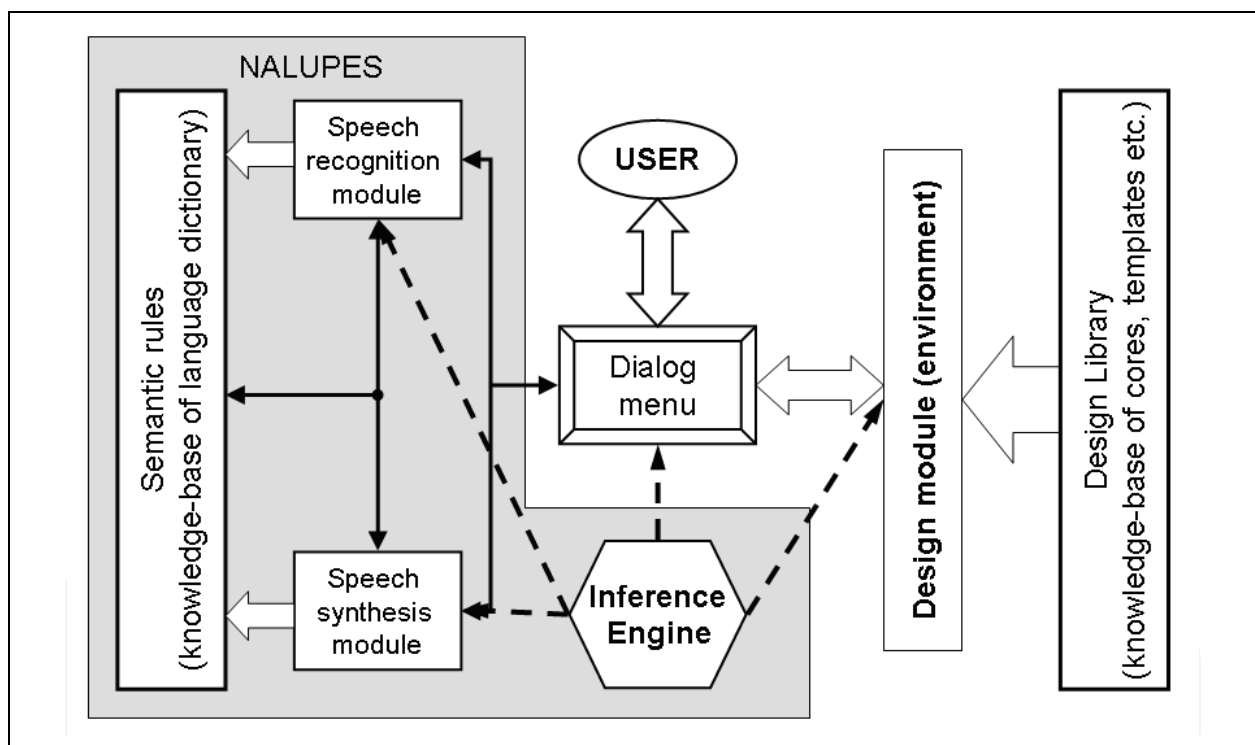 NALUPES
Semantic rules
(knowledge-base of language dictionary)
Speech
recognition
module
Speech
synthesis
module
USER
Dialog
menu
Inference
Engine
Design module (environment)
Design Library
(knowledge-base of cores, templates etc.)